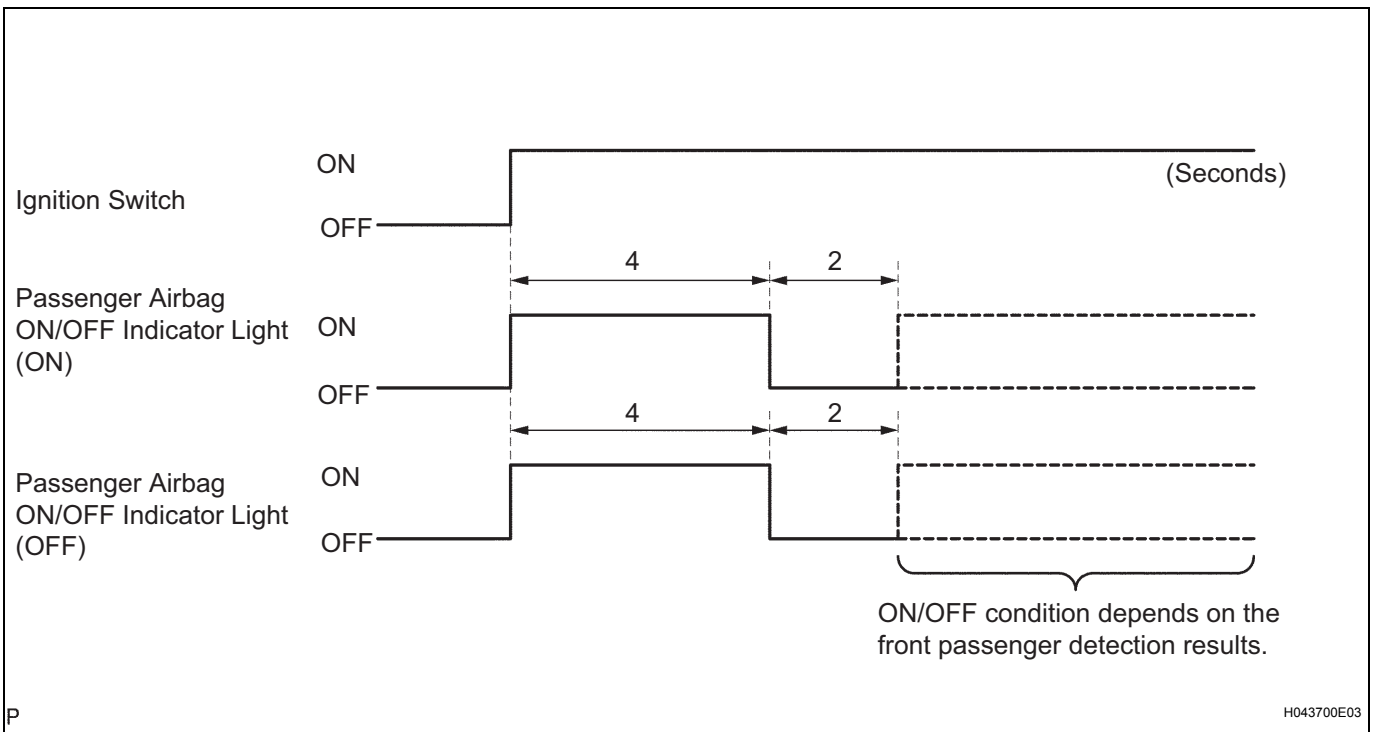 ON
(Seconds)
Ignition Switch
OFF
4
2
Passenger Airbag
ON/OFF Indicator Light
(ON)
ON
OFF
4
2
Passenger Airbag
ON/OFF Indicator Light
(OFF)
ON
OFF
ON/OFF condition depends on the
front passenger detection results.
P
H043700E03